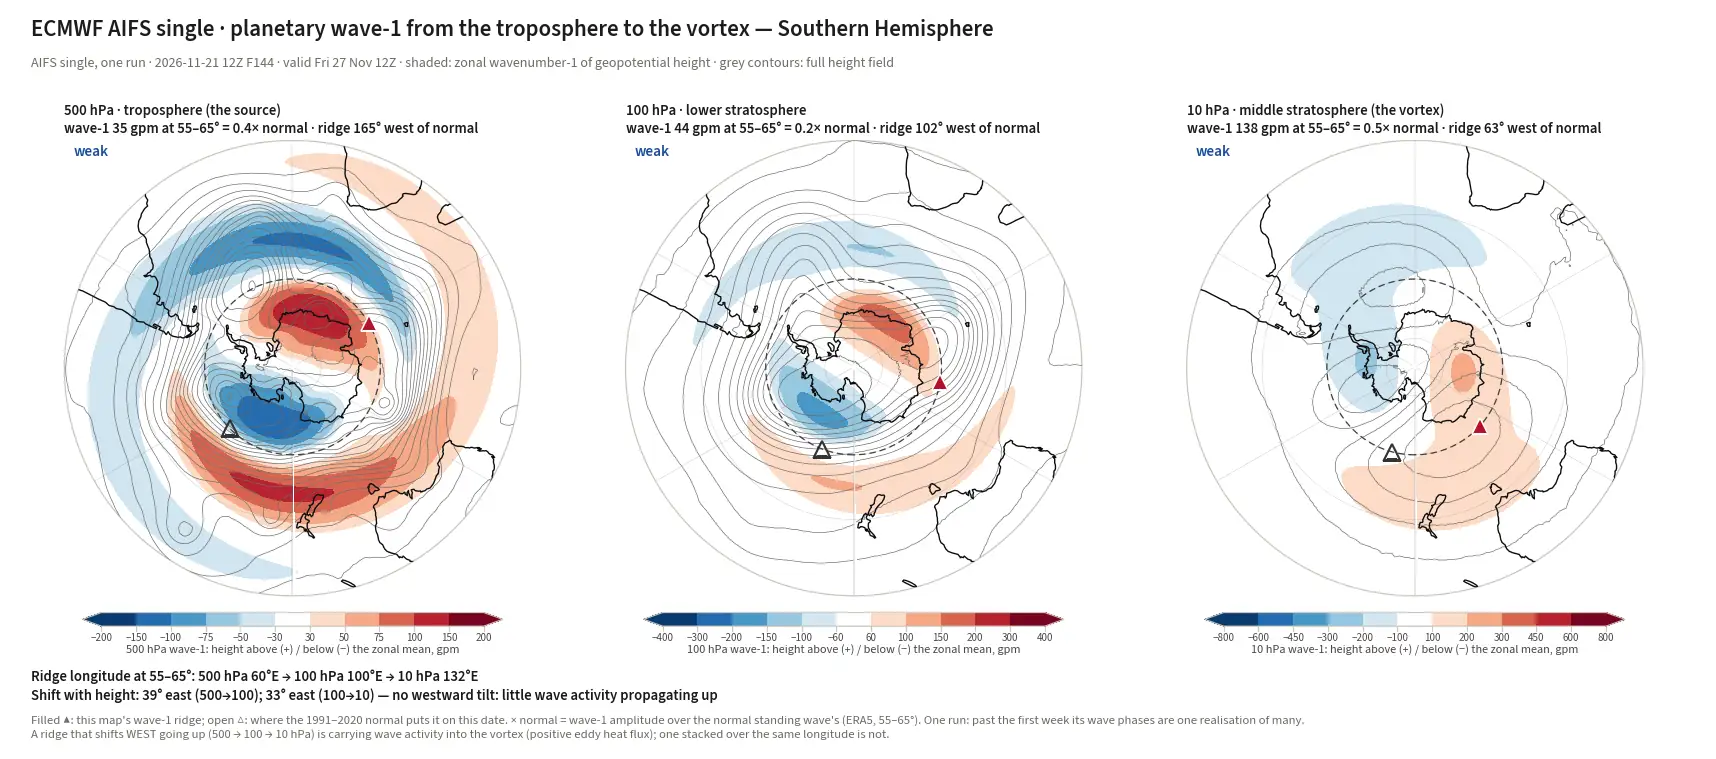 ECMWF AIFS single · planetary wave-1 from the troposphere to the vortex — Southern Hemisphere
AIFS single, one run · 2026-11-21 12Z F144 · valid Fri 27 Nov 12Z · shaded: zonal wavenumber-1 of geopotential height · grey contours: full height field
500 hPa · troposphere (the source)
wave-1 35 gpm at 55–65° = 0.4× normal · ridge 165° west of normal
weak
100 hPa · lower stratosphere
wave-1 44 gpm at 55–65° = 0.2× normal · ridge 102° west of normal
weak
10 hPa · middle stratosphere (the vortex)
wave-1 138 gpm at 55–65° = 0.5× normal · ridge 63° west of normal
weak
−200 −150 −100 −75 −50 −30 30 50 75 100 150 200
500 hPa wave-1: height above (+) / below (−) the zonal mean, gpm
−400 −300 −200 −150 −100 −60 60 100 150 200 300 400
100 hPa wave-1: height above (+) / below (−) the zonal mean, gpm
−800 −600 −450 −300 −200 −100 100 200 300 450 600 800
10 hPa wave-1: height above (+) / below (−) the zonal mean, gpm
Ridge longitude at 55–65°: 500 hPa 60°E → 100 hPa 100°E → 10 hPa 132°E
Shift with height: 39° east (500→100); 33° east (100→10) — no westward tilt: little wave activity propagating up
Filled ▲: this map's wave-1 ridge; open △: where the 1991–2020 normal puts it on this date. × normal = wave-1 amplitude over the normal standing wave's (ERA5, 55–65°). One run: past the first week its wave phases are one realisation of many.
A ridge that shifts WEST going up (500 → 100 → 10 hPa) is carrying wave activity into the vortex (positive eddy heat flux); one stacked over the same longitude is not.